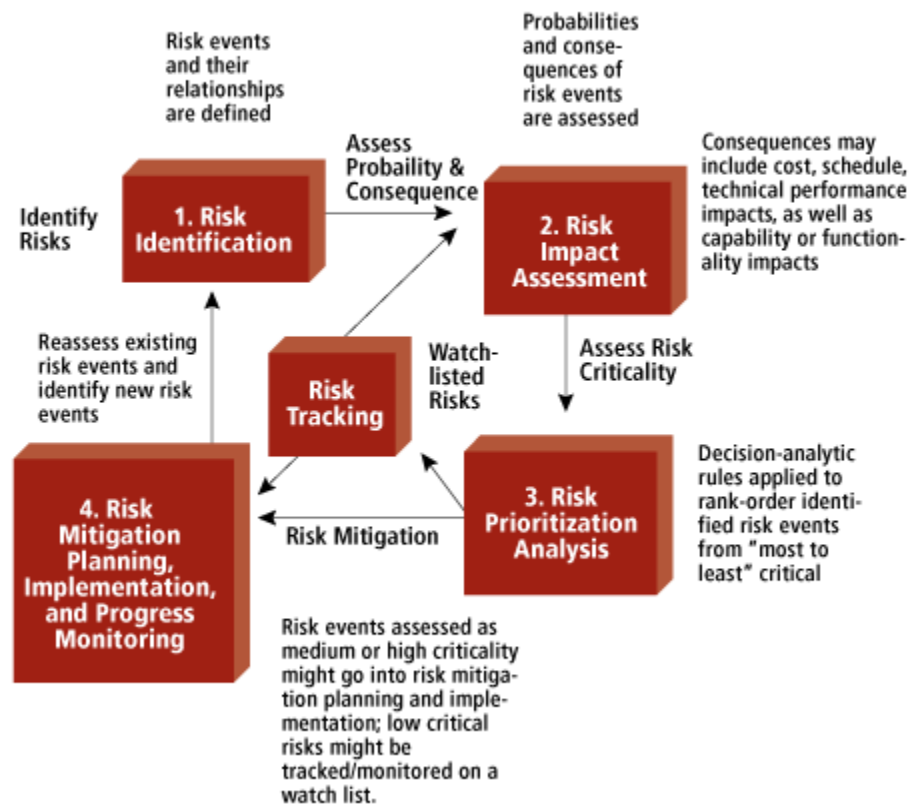 Risk events
and their
relationships
are defined
Probabilities
and conse-
quences of
risk events
are assessed
Assess
Probaility &
Consequence
Consequences may
include cost, schedule,
technical performance
impacts, as well as
capability or function-
ality impacts
Identify
Risks
1. Risk
Identification
2. Risk
Impact
Assessment
Reassess existing
risk events and
identify new risk
events
Risk
Tracking
Watch-
listed
Risks
Assess Risk
Criticality
4. Risk
Mitigation
Planning,
Implementation,
and Progress
Monitoring
Risk Mitigation
3. Risk
Prioritization
Analysis
Decision-analytic
rules applied to
rank-order identi-
fied risk events
from "most to
least" critical
Risk events assessed as
medium or high criticality
might go into risk mitiga-
tion planning and imple-
mentation; low critical
risks might be
tracked/monitored on a
watch list.